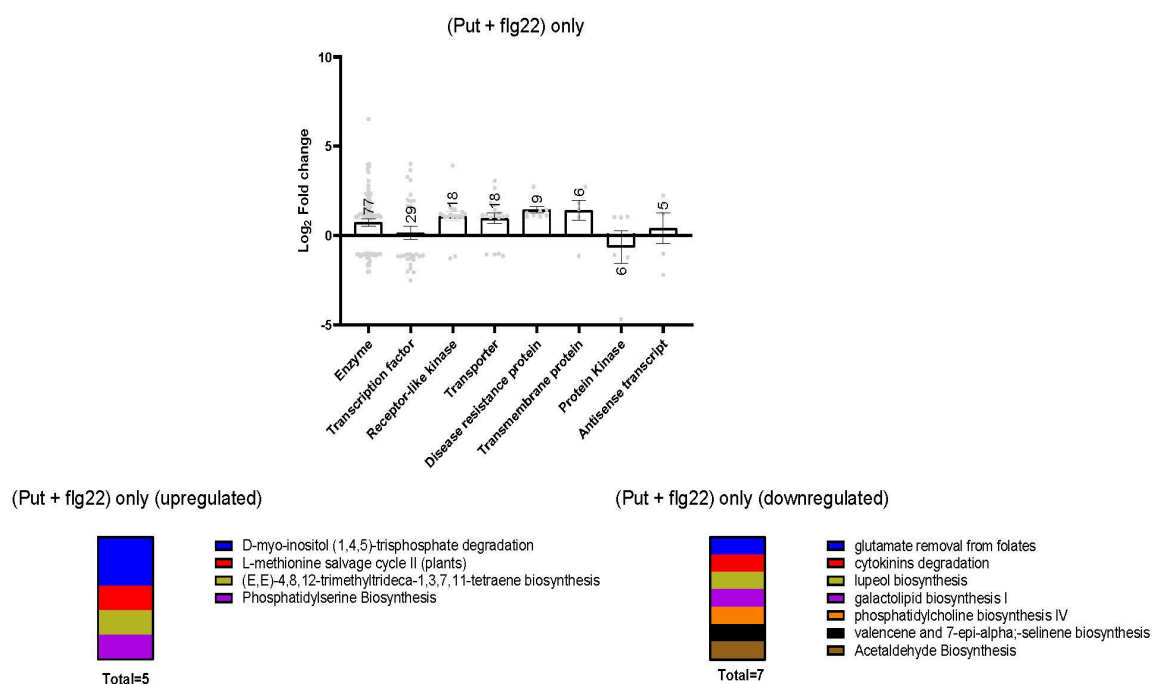 (Put + flg22) only
10
5
0
-5
Log2 Fold change
77
29
18
18
9
6
6
5
Enzyme
Transcription factor
Receptor-like kinase
Transporter
Disease resistance protein
Transmembrane protein
Protein Kinase
Antisense transcript
(Put + flg22) only (upregulated)
D-myo-inositol (1,4,5)-trisphosphate degradation
L-methionine salvage cycle II (plants)
(E,E)-4,8,12-trimethyltrideca-1,3,7,11-tetraene biosynthesis
Phosphatidylserine Biosynthesis
Total=5
(Put + flg22) only (downregulated)
glutamate removal from folates
cytokinins degradation
lupeol biosynthesis
galactolipid biosynthesis I
phosphatidylcholine biosynthesis IV
valencene and 7-epi-alpha;-selinene biosynthesis
Acetaldehyde Biosynthesis
Total=7